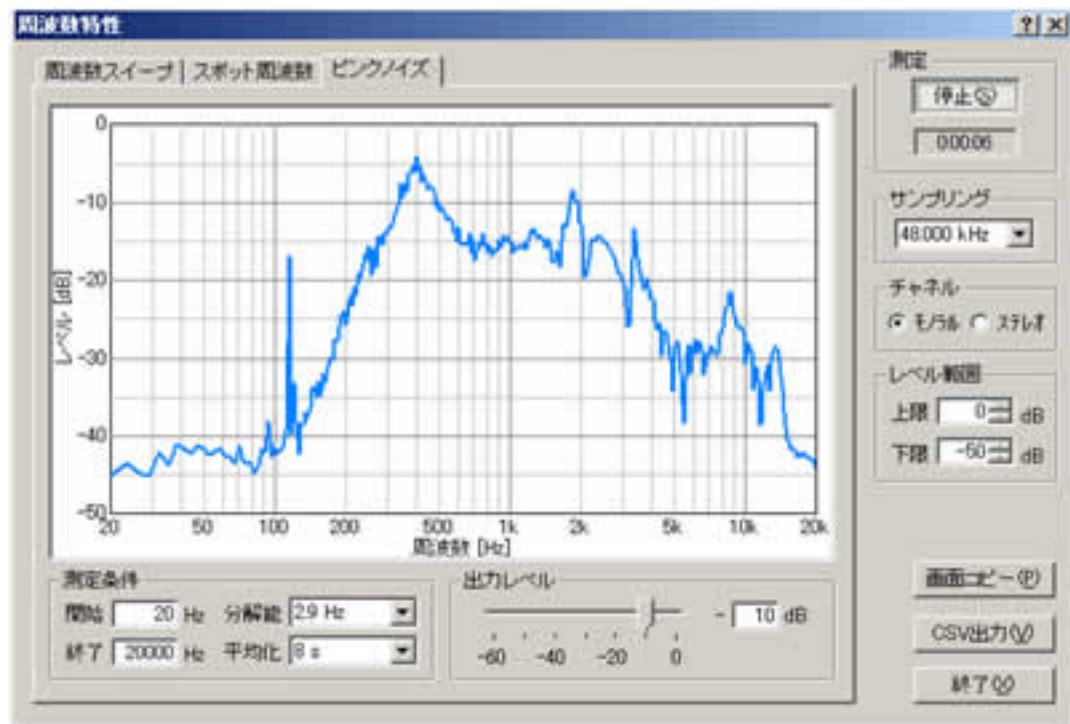 周波数特性
周波数スイープ スポット周波数 ピンクノイズ
レベル [dB]
0
-10
-20
-30
-40
-50
20 50 100 200 500 1k 2k 5k 10k 20k
周波数 [Hz]
測定条件
開始 20 Hz 分解能 2.9 Hz
終了 20000 Hz 平均化 8 s
出力レベル
- 10 dB
-60 -40 -20 0
測定
停止(S)
0:00:06
サンプリング
48.000 kHz
チャネル
モノラル ステレオ
レベル範囲
上限 0 dB
下限 -50 dB
画面コピー(P)
CSV出力(V)
終了(X)